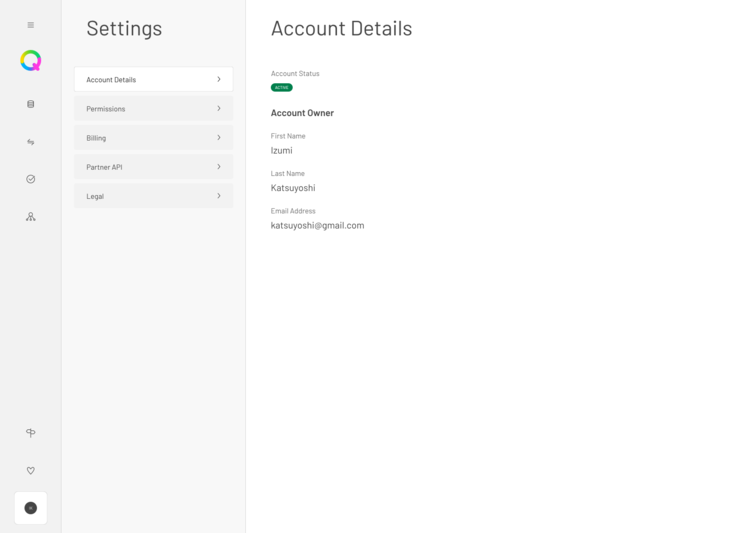 Settings
Account Details
Permissions
Billing
Partner API
Legal
Account Details
Account Status
ACTIVE
Account Owner
First Name
Izumi
Last Name
Katsuyoshi
Email Address
katsuyoshi@gmail.com